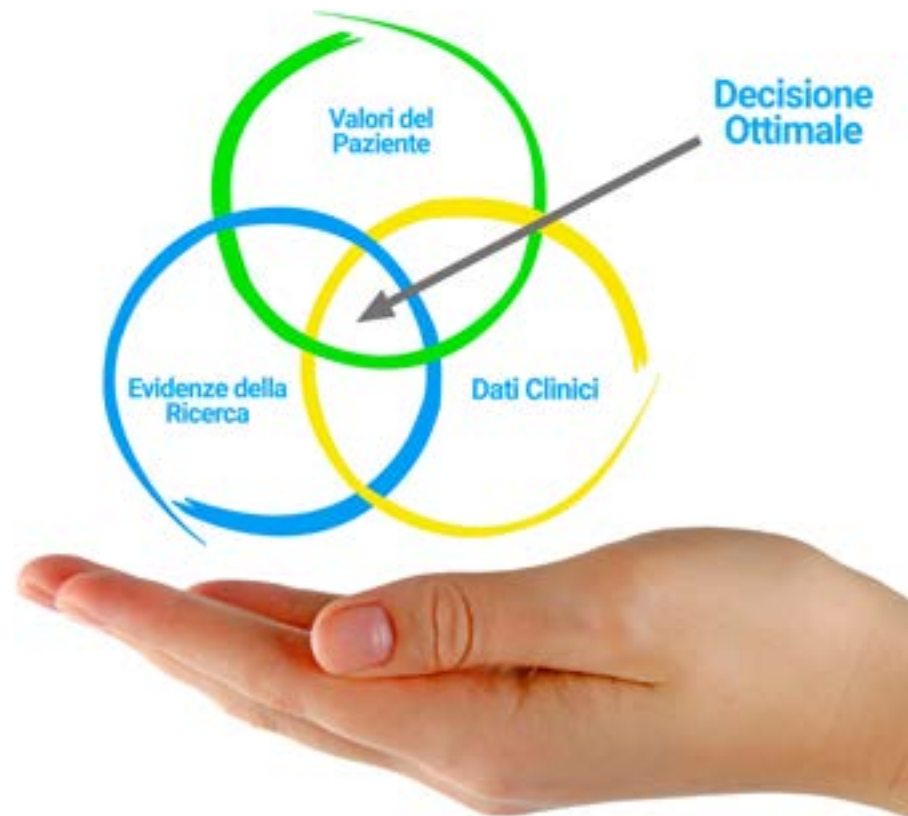 Valori del
Paziente
Decisione
Ottimale
Evidenze della
Ricerca
Dati Clinici